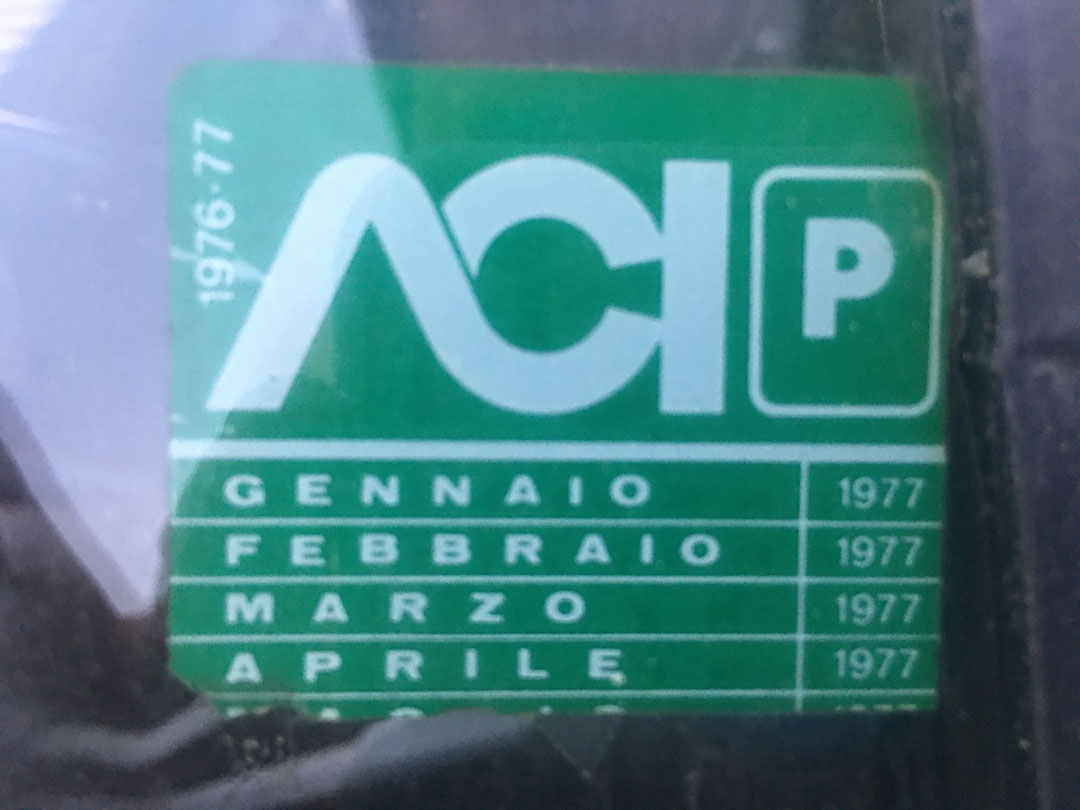 1976·77
ACI P
GENNAIO 1977
FEBBRAIO 1977
MARZO 1977
APRILE 1977